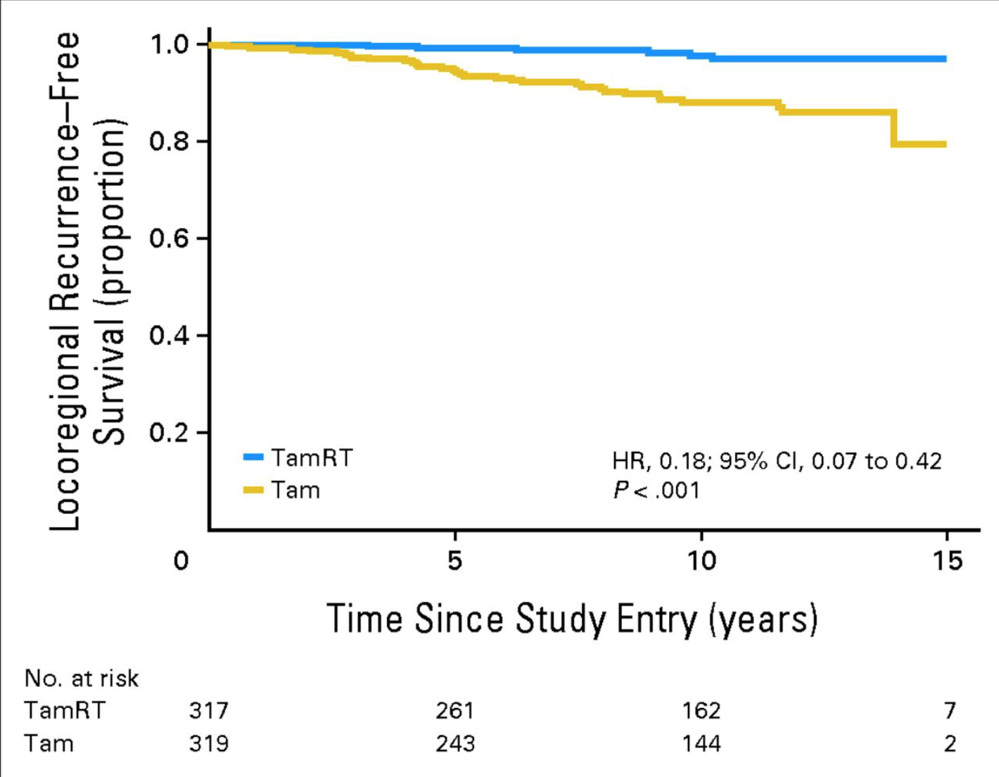 Locoregional Recurrence–Free
Survival (proportion)
1.0
0.8
0.6
0.4
0.2
TamRT
Tam
HR, 0.18; 95% CI, 0.07 to 0.42
P < .001
0 5 10 15
Time Since Study Entry (years)
No. at risk
TamRT 317 261 162 7
Tam 319 243 144 2